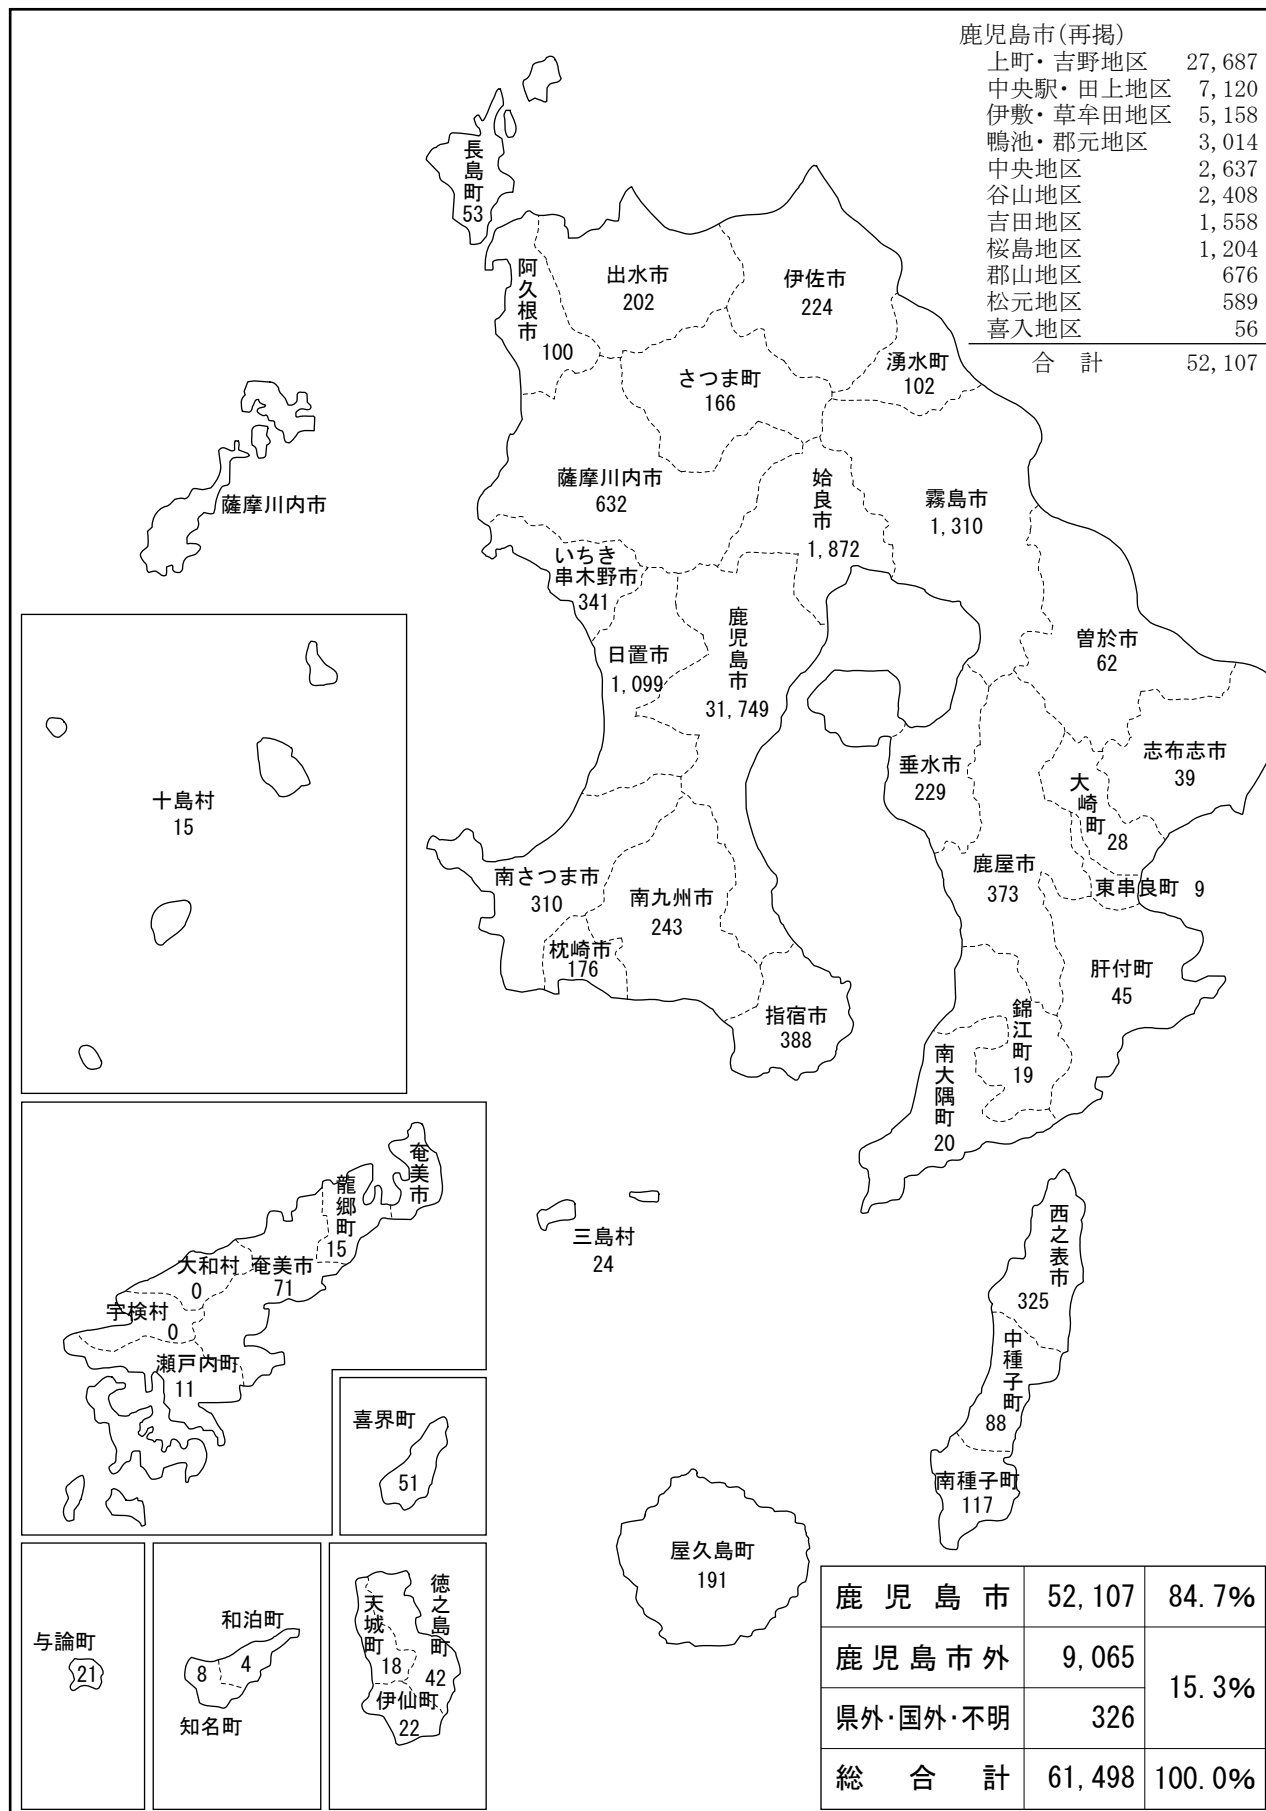 鹿児島市(再掲)
上町・吉野地区 27,687
中央駅・田上地区 7,120
伊敷・草牟田地区 5,158
鴨池・郡元地区 3,014
中央地区 2,637
谷山地区 2,408
吉田地区 1,558
桜島地区 1,204
郡山地区 676
松元地区 589
喜入地区 56
合計 52,107
長島町
53
阿久根市
100
出水市
202
伊佐市
224
湧水町
102
さつま町
166
薩摩川内市
632
薩摩川内市
姶良市
1,872
霧島市
1,310
いちき
串木野市
341
日置市
1,099
鹿児島市
31,749
曽於市
62
志布志市
39
大崎町
28
東串良町 9
垂水市
229
鹿屋市
373
肝付町
45
錦江町
19
南大隅町
20
南さつま市
310
枕崎市
176
南九州市
243
指宿市
388
十島村
15
三島村
24
奄美市
龍郷町
15
大和村
0
奄美市
71
宇検村
0
瀬戸内町
11
喜界町
51
西之表市
325
中種子町
88
南種子町
117
屋久島町
191
与論町
21
和泊町
4
8
知名町
徳之島町
42
天城町
18
伊仙町
22
鹿児島市 52,107 84.7%
鹿児島市外 9,065
15.3%
県外・国外・不明 326
総合計 61,498 100.0%